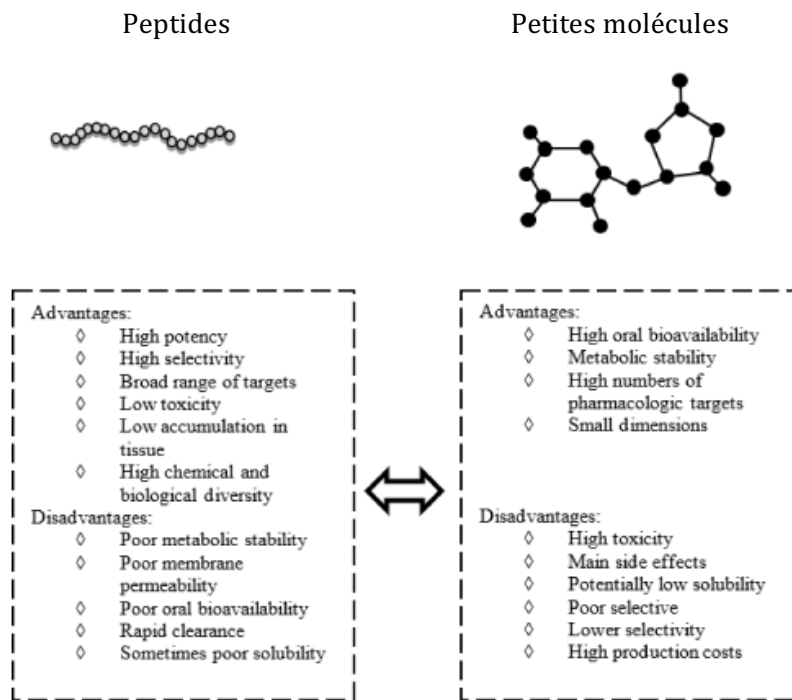 Peptides
Petites molécules
Advantages:
◊ High potency
◊ High selectivity
◊ Broad range of targets
◊ Low toxicity
◊ Low accumulation in
tissue
◊ High chemical and
biological diversity
Disadvantages:
◊ Poor metabolic stability
◊ Poor membrane
permeability
◊ Poor oral bioavailability
◊ Rapid clearance
◊ Sometimes poor solubility
Advantages:
◊ High oral bioavailability
◊ Metabolic stability
◊ High numbers of
pharmacologic targets
◊ Small dimensions
Disadvantages:
◊ High toxicity
◊ Main side effects
◊ Potentially low solubility
◊ Poor selective
◊ Lower selectivity
◊ High production costs